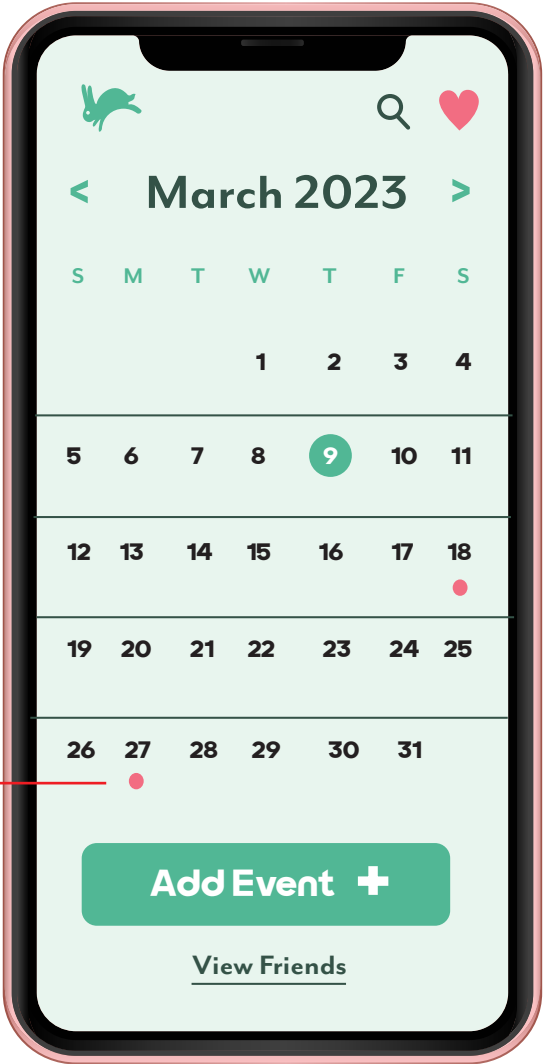 < March 2023 >
S M T W T F S
1 2 3 4
5 6 7 8 9 10 11
12 13 14 15 16 17 18
19 20 21 22 23 24 25
26 27 28 29 30 31
Add Event +
View Friends